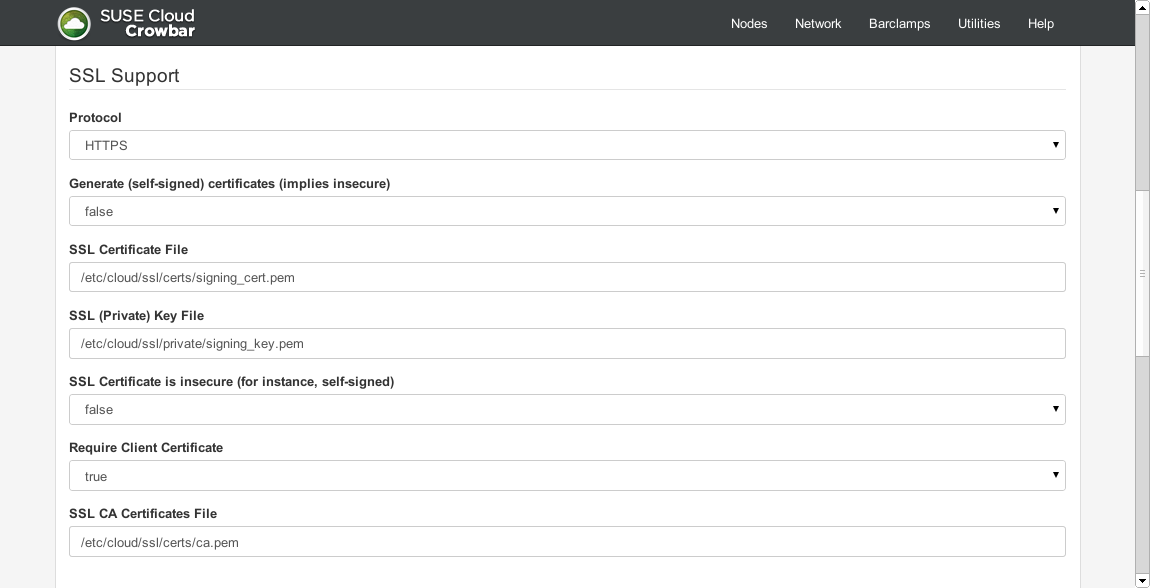 SUSE Cloud
Crowbar
Nodes Network Barclamps Utilities Help
SSL Support
Protocol
HTTPS
Generate (self-signed) certificates (implies insecure)
false
SSL Certificate File
/etc/cloud/ssl/certs/signing_cert.pem
SSL (Private) Key File
/etc/cloud/ssl/private/signing_key.pem
SSL Certificate is insecure (for instance, self-signed)
false
Require Client Certificate
true
SSL CA Certificates File
/etc/cloud/ssl/certs/ca.pem